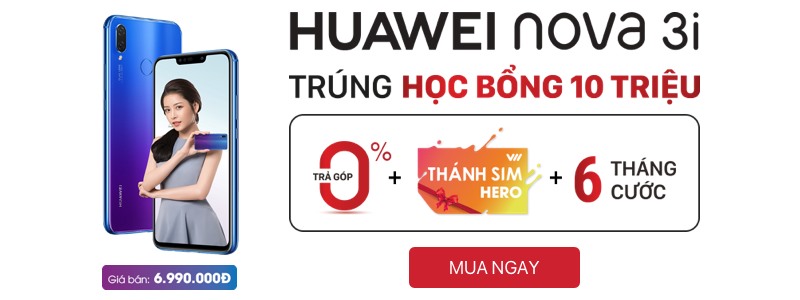 HUAWEI nova 3i
TRÚNG HỌC BỔNG 10 TRIỆU
TRẢ GÓP 0% + THÁNH SIM HERO + 6 THÁNG CƯỚC
HUAWEI
Giá bán: 6.990.000Đ
MUA NGAY